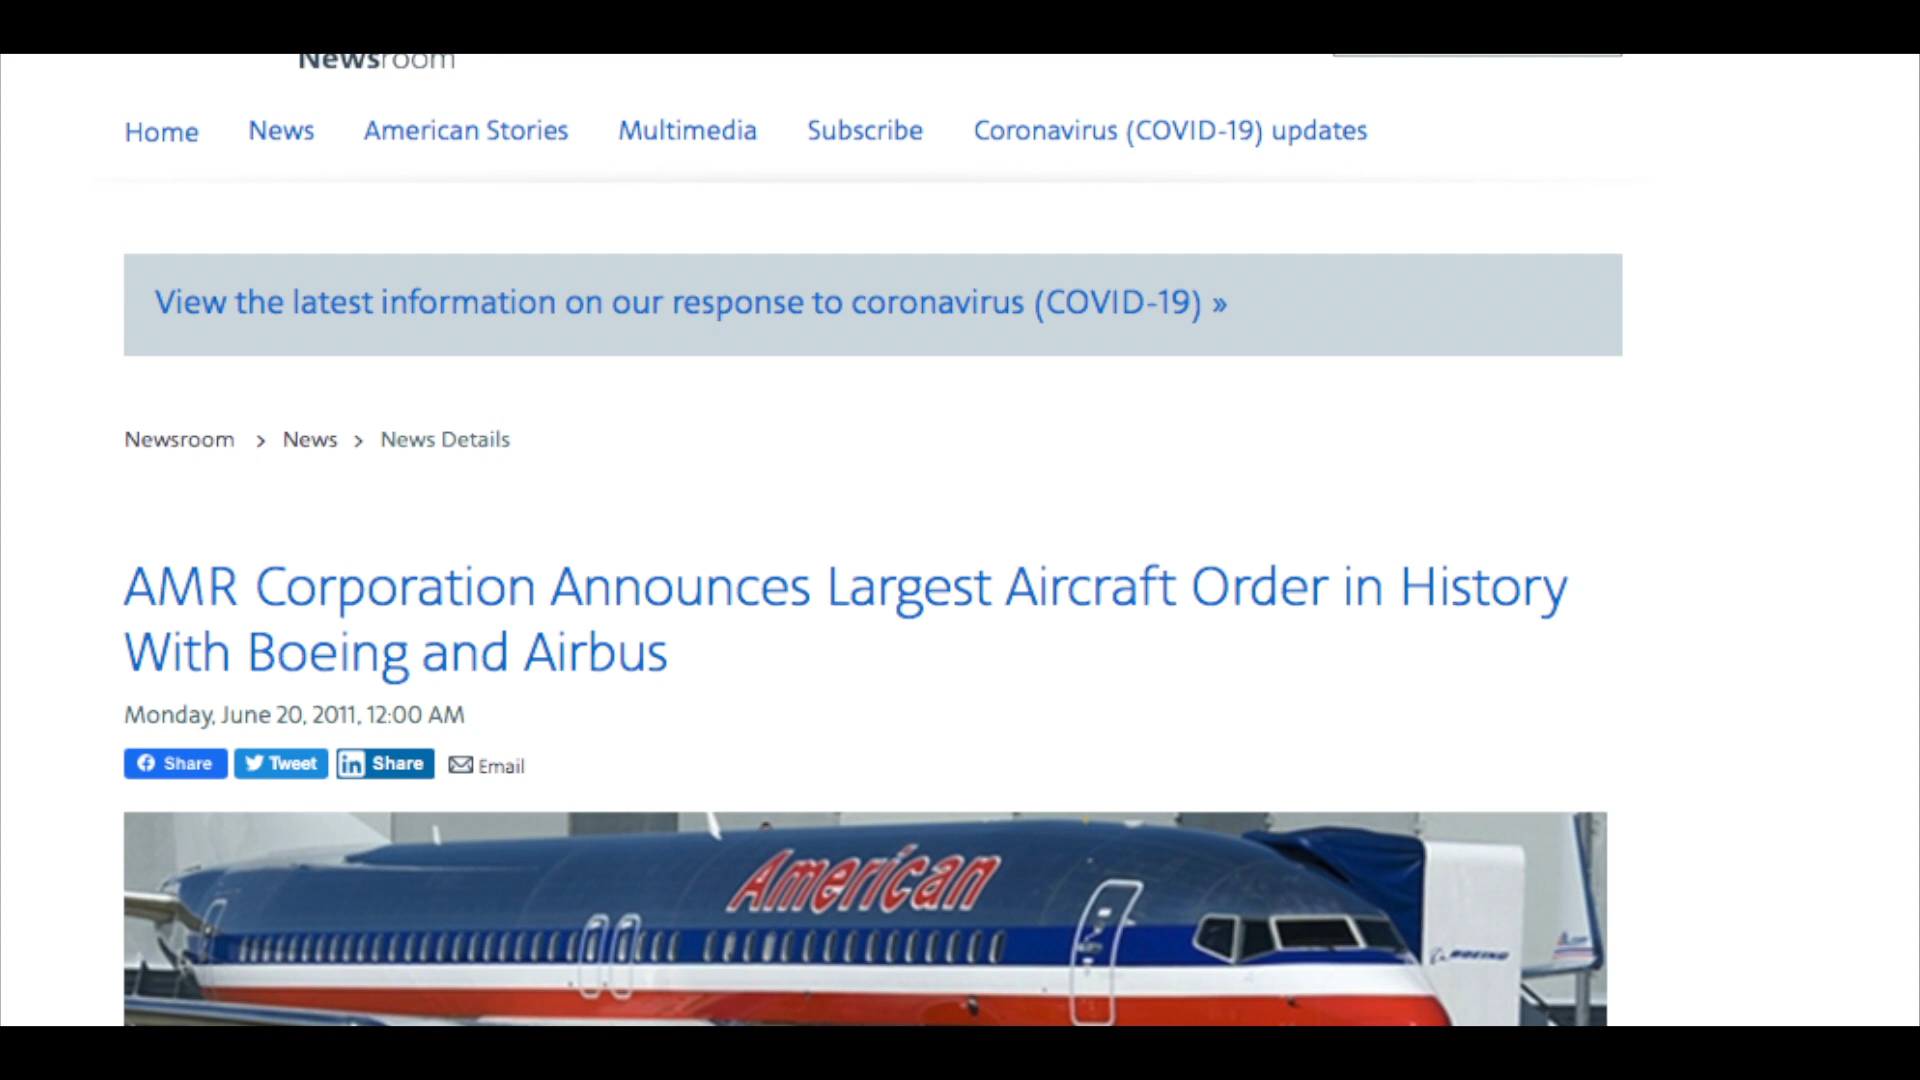 Newsroom
Home News American Stories Multimedia Subscribe Coronavirus (COVID-19) updates
View the latest information on our response to coronavirus (COVID-19) »
Newsroom > News > News Details
AMR Corporation Announces Largest Aircraft Order in History
With Boeing and Airbus
Monday, June 20, 2011, 12:00 AM
Share Tweet in Share Email
American
BOEING